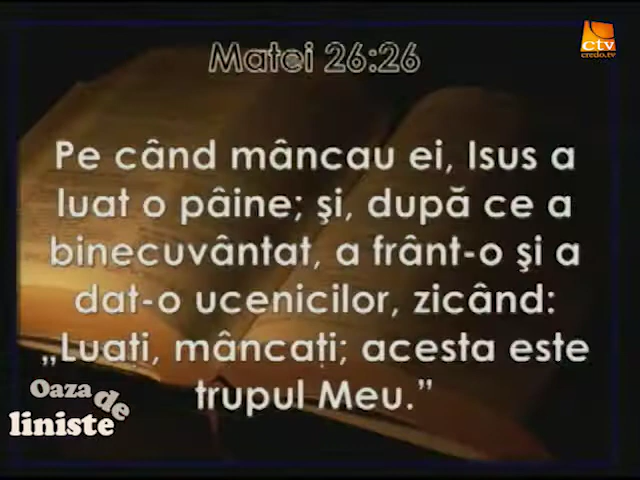 ctv
credo.tv
Matei 26:26
Pe când mâncau ei, Isus a
luat o pâine; şi, după ce a
binecuvântat, a frânt-o şi a
dat-o ucenicilor, zicând:
„Luaţi, mâncaţi; acesta este
trupul Meu.”
Oaza de
liniste